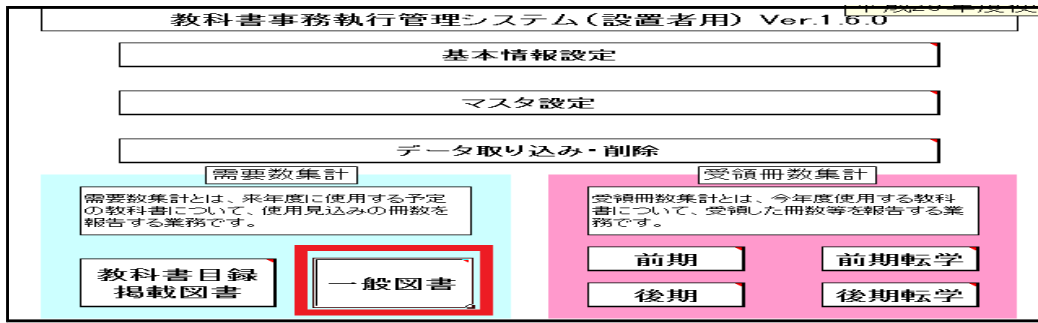 教科書事務執行管理システム(設置者用) Ver.1.6.0
基本情報設定
マスタ設定
データ取り込み・削除
需要数集計
需要数集計とは、来年度に使用する予定
の教科書について、使用見込みの冊数を
報告する業務です。
教科書目録
掲載図書
一般図書
受領冊数集計
受領冊数集計とは、今年度使用する教科
書について、受領した冊数等を報告する業
務です。
前期
前期転学
後期
後期転学